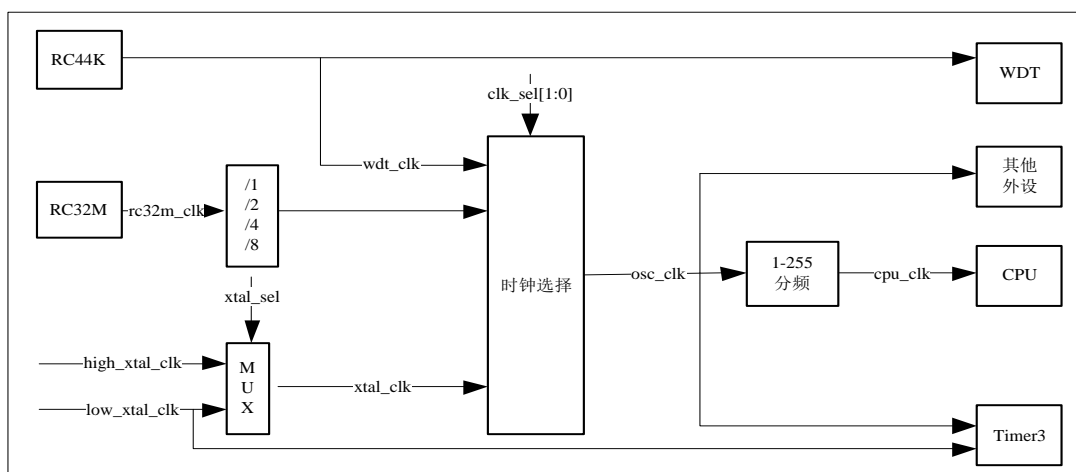 RC44K
WDT
clk_sel[1:0]
wdt_clk
其他
外设
RC32M
rc32m_clk
/1
/2
/4
/8
时钟选择
osc_clk
1-255
分频
cpu_clk
CPU
xtal_sel
high_xtal_clk
M
U
X
xtal_clk
low_xtal_clk
Timer3